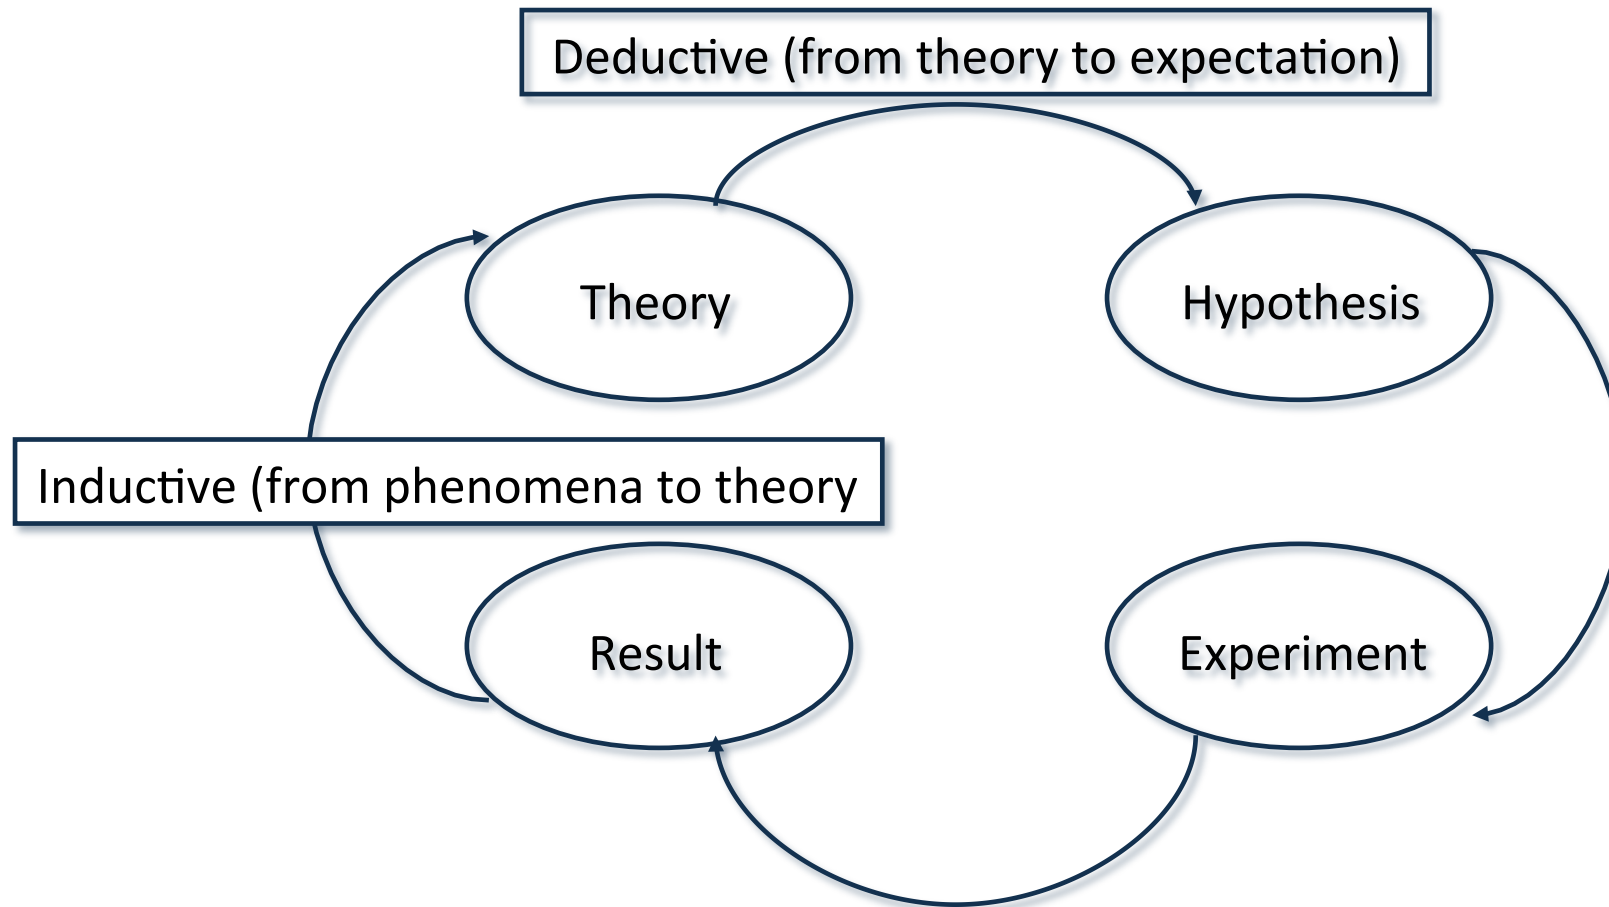 Deductive (from theory to expectation)
Theory
Hypothesis
Inductive (from phenomena to theory
Result
Experiment